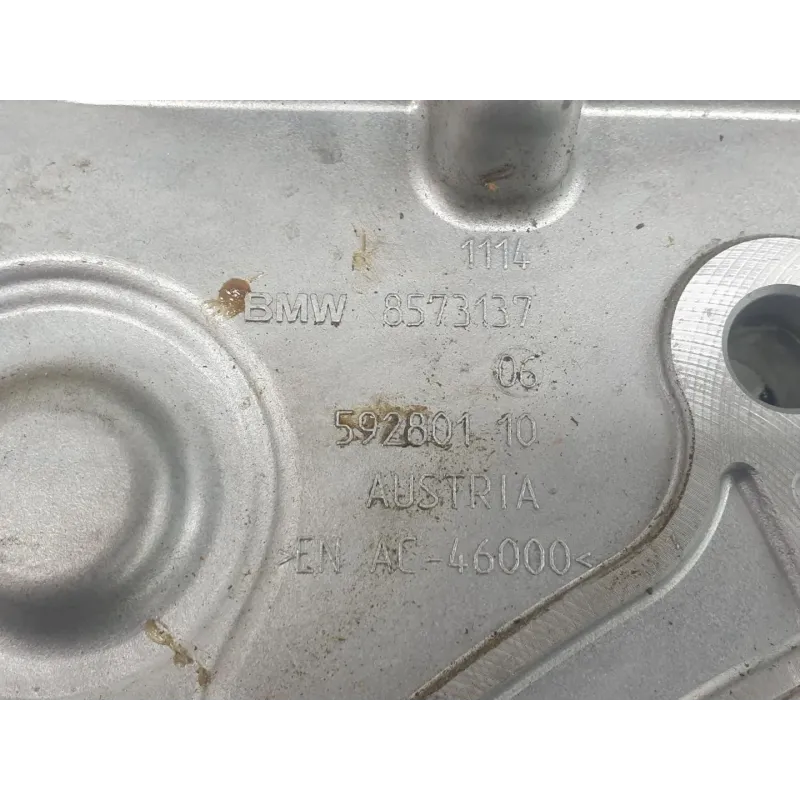 1114
BMW 8573137
06
592801 10
AUSTRIA
>EN AC-46000<